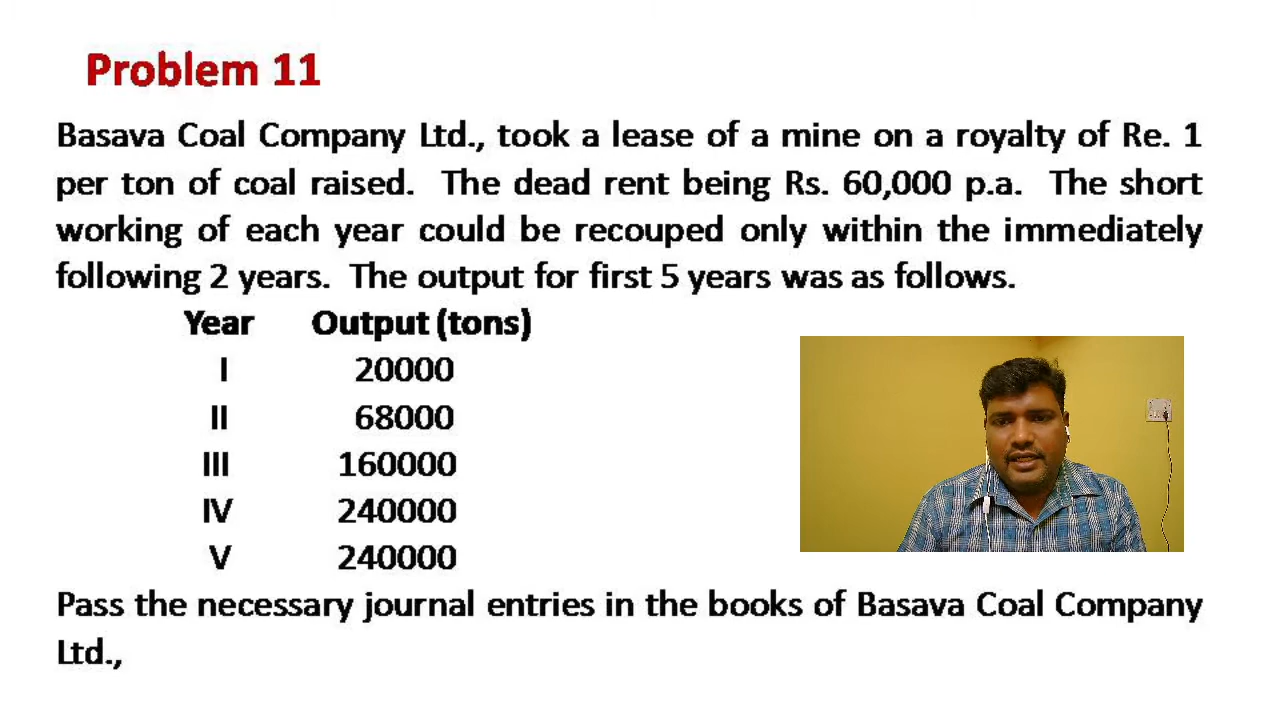 Problem 11
Basava Coal Company Ltd., took a lease of a mine on a royalty of Re. 1
per ton of coal raised. The dead rent being Rs. 60,000 p.a. The short
working of each year could be recouped only within the immediately
following 2 years. The output for first 5 years was as follows.
Year Output (tons)
I 20000
II 68000
III 160000
IV 240000
V 240000
Pass the necessary journal entries in the books of Basava Coal Company
Ltd.,